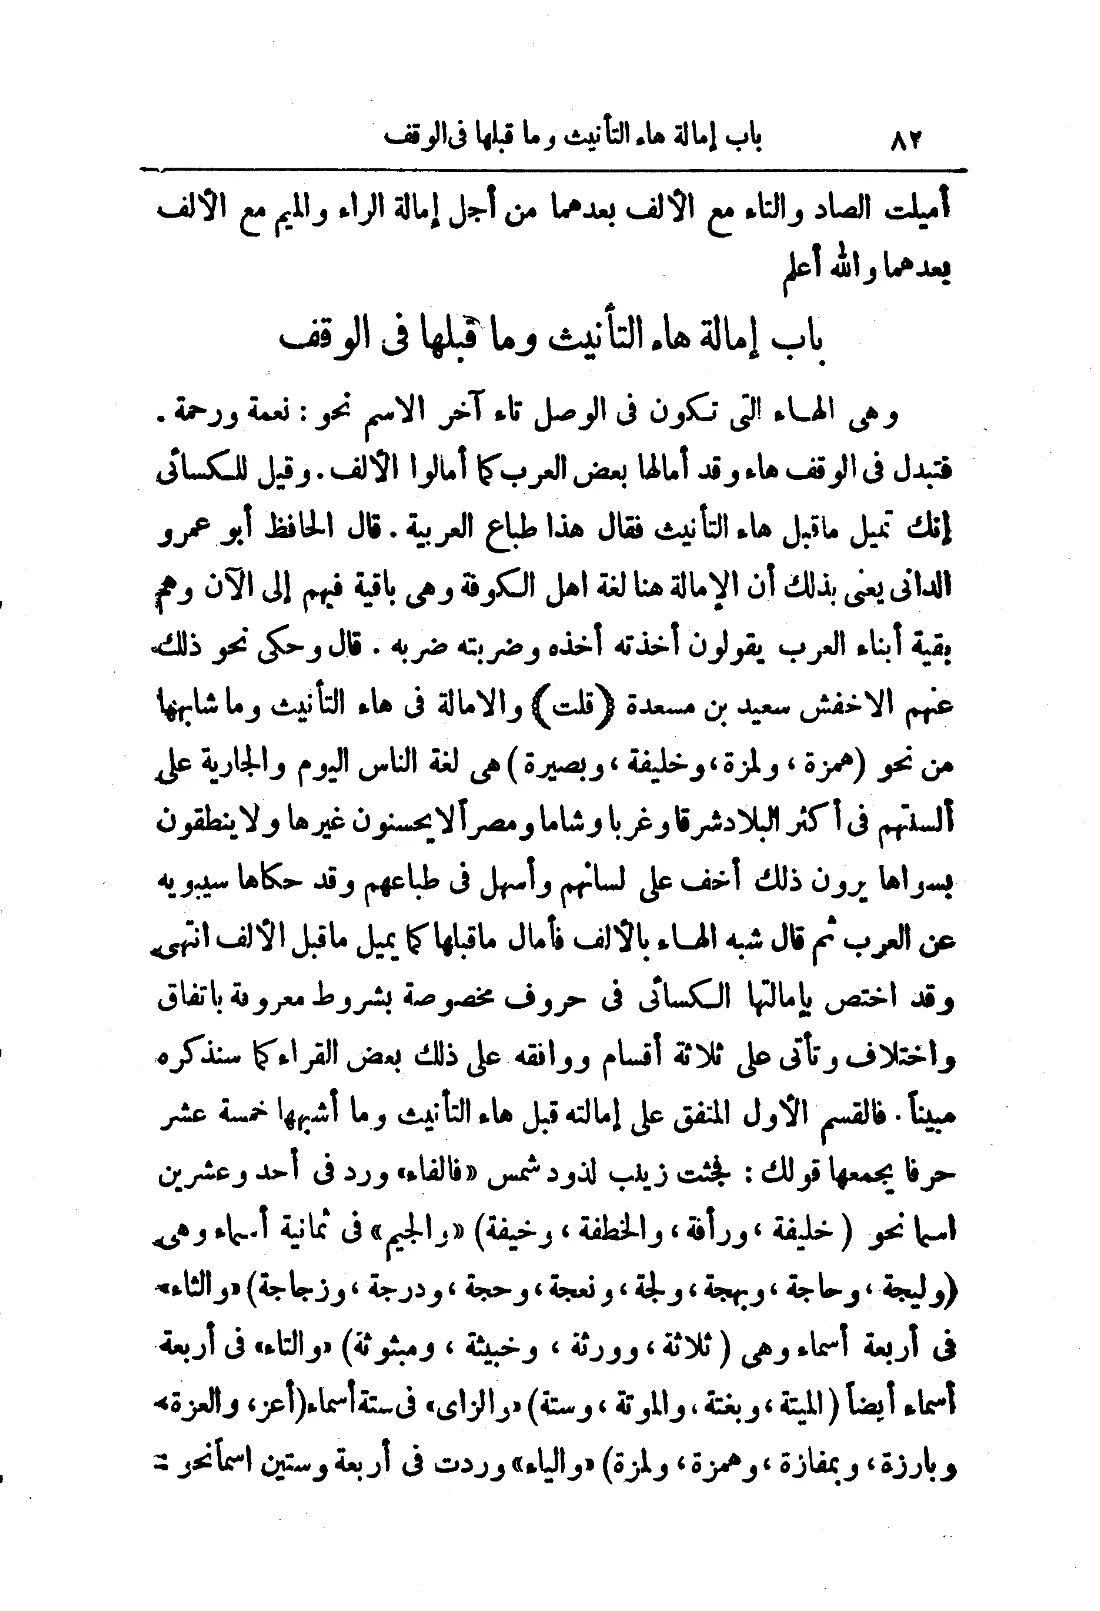 ٨٢ باب إمالة هاء التأنيث وما قبلها فى الوقف
أميلت الصاد والتاء مع الألف بعدهما من أجل إمالة الراء والميم مع الألف
بعدهما والله أعلم
باب إمالة هاء التأنيث وما قبلها فى الوقف
وهى الهاء التى تكون فى الوصل تاء آخر الاسم نحو : نعمة ورحمة .
فتبدل فى الوقف هاء وقد أمالها بعض العرب كما أمالوا الألف . وقيل للكسائى
إنك تميل ماقبل هاء التأنيث فقال هذا طباع العربية . قال الحافظ أبو عمرو
الدانى يعنى بذلك أن الإمالة هنا لغة اهل الكوفة وهى باقية فيهم إلى الآن وهم
بقية أبناء العرب يقولون أخذته أخذه وضربته ضربه . قال وحكى نحو ذلك
عنهم الاخفش سعيد بن مسعدة (قلت) والامالة فى هاء التأنيث وما شابهها
من نحو (همزة ، ولمزة ، وخليفة ، وبصيرة) هى لغة الناس اليوم والجارية على
ألسنتهم فى أكثر البلاد شرقا وغربا وشاما ومصراً لايحسنون غيرها ولاينطقون
بسواها يرون ذلك أخف على لسانهم وأسهل فى طباعهم وقد حكاها سيبويه
عن العرب ثم قال شبه الهاء بالألف فأمال ماقبلها كما يميل ماقبل الألف انتهى
وقد اختص بإمالتها الكسائى فى حروف مخصوصة بشروط معروفة باتفاق
واختلاف وتأتى على ثلاثة أقسام ووافقه على ذلك بعض القراء كما سنذكره
مبيناً . فالقسم الأول المتفق على إمالته قبل هاء التأنيث وما أشبهها خمسة عشر
حرفا يجمعها قولك : فجثت زينب لذود شمس «فالفاء» ورد فى أحد وعشرين
اسما نحو ( خليفة ، ورأفة ، والخطفة ، وخيفة) «والجيم» فى ثمانية أسماء وهى
(وليجة ، وحاجة ، وبهجة ، ولجة ، ونعجة ، وحجة ، ودرجة ، وزجاجة) «والثاء»
فى أربعة أسماء وهى ( ثلاثة ، وورثة ، وخبيثة ، ومبثوثة) «والتاء» فى أربعة
أسماء أيضاً (الميتة ، وبغتة ، والموتة ، وستة) «والزاى» فى ستة أسماء (أعزة ، والعزة ،
وبارزة ، وبمفازة ، وهمزة ، ولمزة) «والياء» وردت فى أربعة وستين اسماً نحو =